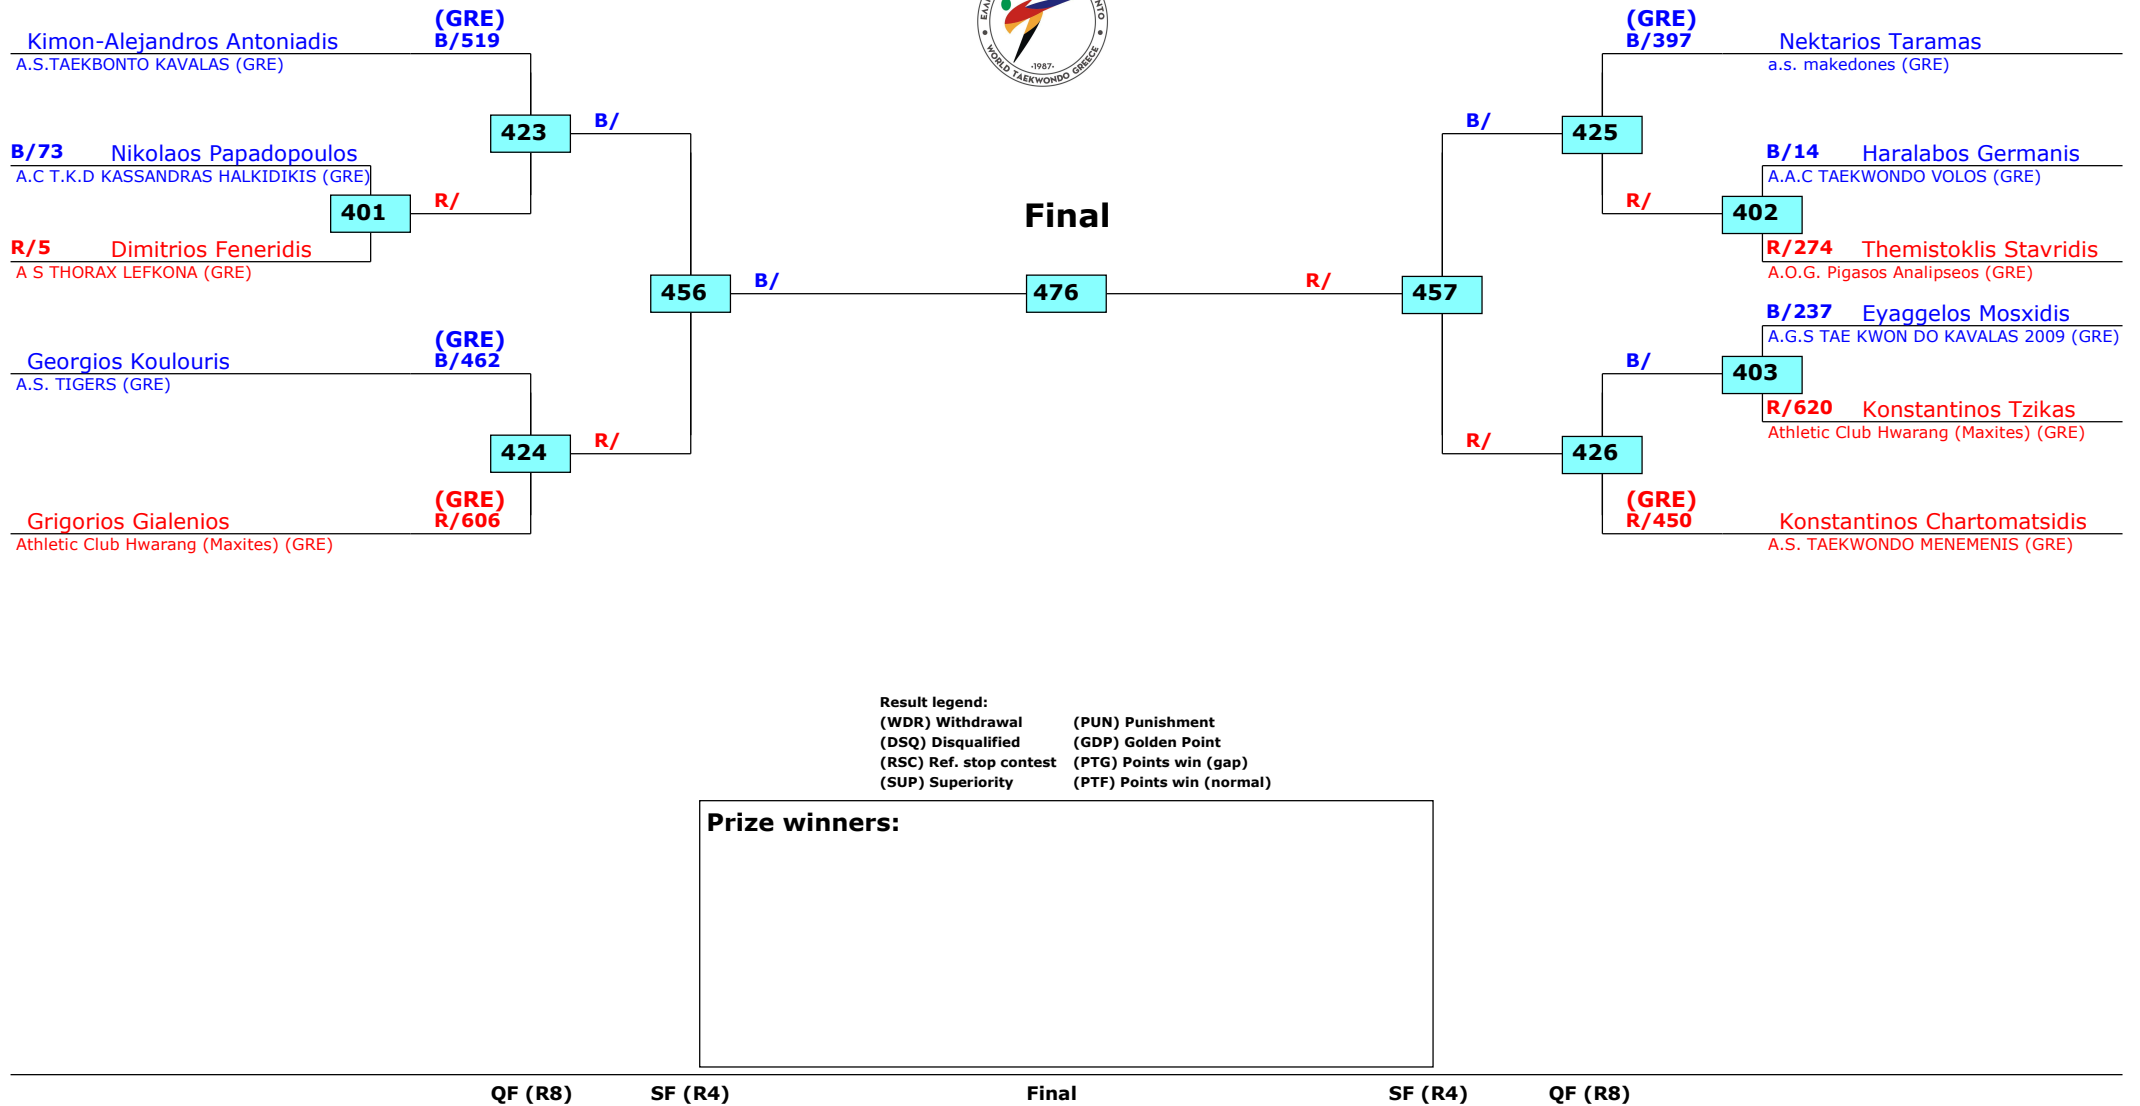 (GRE)
Kimon-Alejandros Antoniadis B/519
A.S.TAEKBONTO KAVALAS (GRE)
423
B/
B/73 Nikolaos Papadopoulos
A.C T.K.D KASSANDRAS HALKIDIKIS (GRE)
401
R/
R/5 Dimitrios Feneridis
A S THORAX LEFKONA (GRE)
456
B/
(GRE)
Georgios Koulouris B/462
A.S. TIGERS (GRE)
424
R/
(GRE)
Grigorios Gialenios R/606
Athletic Club Hwarang (Maxites) (GRE)
·1987·
WORLD TAEKWONDO GREECE
Final
476
(GRE)
B/397 Nektarios Taramas
a.s. makedones (GRE)
B/
425
B/14 Haralabos Germanis
A.A.C TAEKWONDO VOLOS (GRE)
R/
402
R/274 Themistoklis Stavridis
A.O.G. Pigasos Analipseos (GRE)
R/
457
B/237 Eyaggelos Mosxidis
A.G.S TAE KWON DO KAVALAS 2009 (GRE)
B/
403
R/620 Konstantinos Tzikas
Athletic Club Hwarang (Maxites) (GRE)
R/
426
(GRE)
R/450 Konstantinos Chartomatsidis
A.S. TAEKWONDO MENEMENIS (GRE)
Result legend:
(WDR) Withdrawal (PUN) Punishment
(DSQ) Disqualified (GDP) Golden Point
(RSC) Ref. stop contest (PTG) Points win (gap)
(SUP) Superiority (PTF) Points win (normal)
Prize winners:
QF (R8) SF (R4) Final SF (R4) QF (R8)